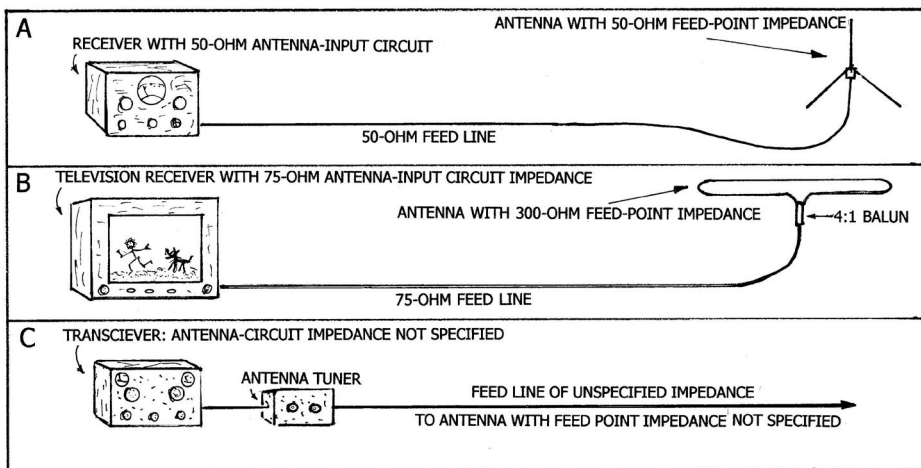 A
ANTENNA WITH 50-OHM FEED-POINT IMPEDANCE
RECEIVER WITH 50-OHM ANTENNA-INPUT CIRCUIT
50-OHM FEED LINE
B
TELEVISION RECEIVER WITH 75-OHM ANTENNA-INPUT CIRCUIT IMPEDANCE
ANTENNA WITH 300-OHM FEED-POINT IMPEDANCE
4:1 BALUN
75-OHM FEED LINE
C
TRANSCIEVER: ANTENNA-CIRCUIT IMPEDANCE NOT SPECIFIED
ANTENNA TUNER
FEED LINE OF UNSPECIFIED IMPEDANCE
TO ANTENNA WITH FEED POINT IMPEDANCE NOT SPECIFIED